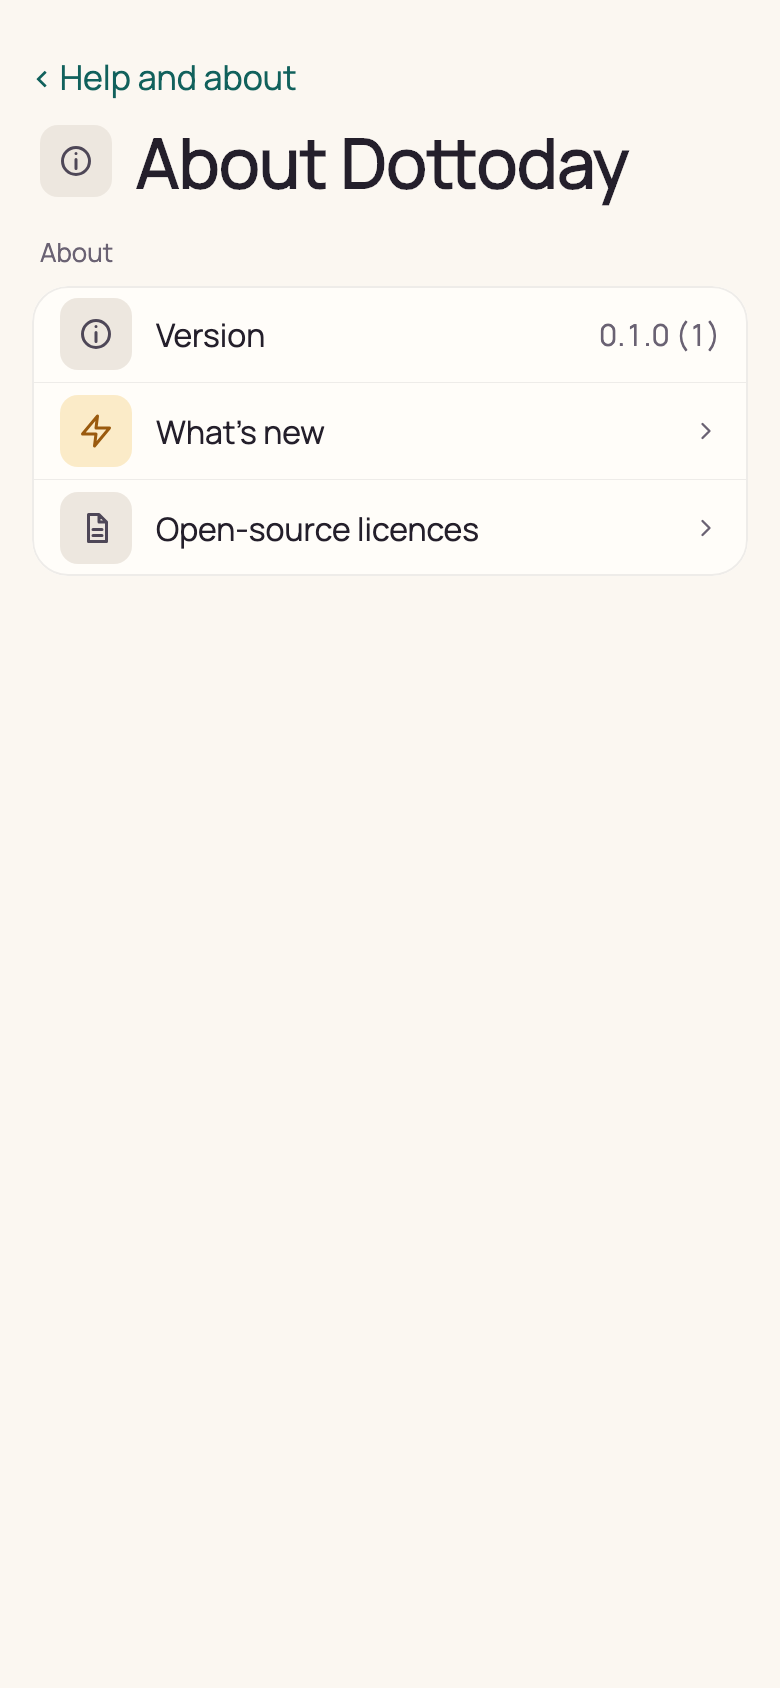 Help and about
About Dottoday
About
Version 0.1.0 (1)
What’s new
Open-source licences